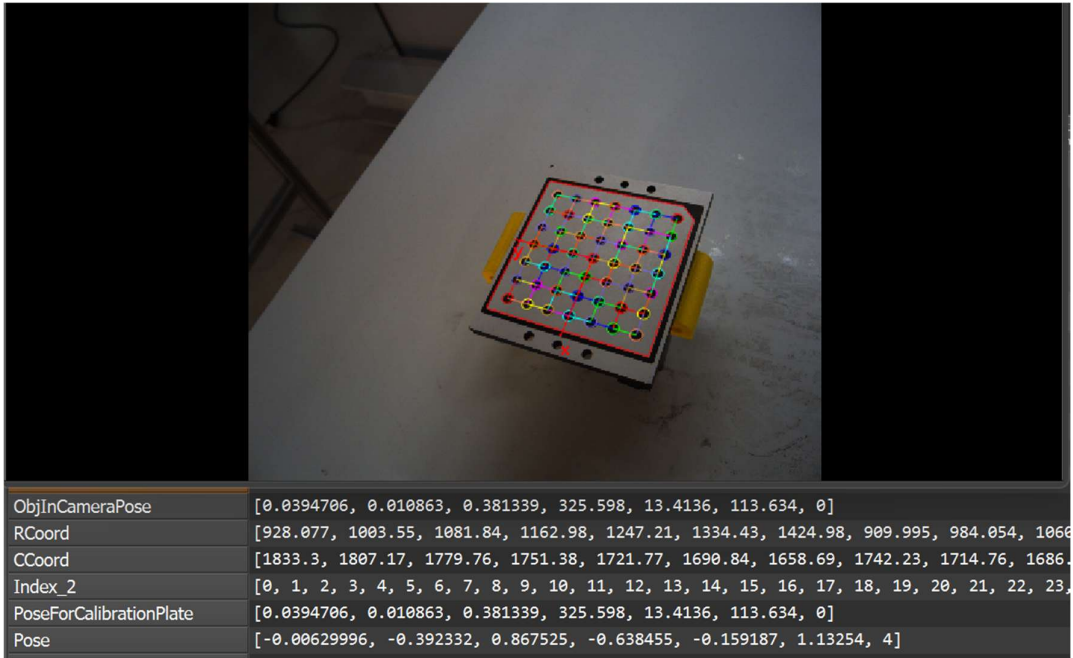 y
x
ObjInCameraPose [0.0394706, 0.010863, 0.381339, 325.598, 13.4136, 113.634, 0]
RCoord [928.077, 1003.55, 1081.84, 1162.98, 1247.21, 1334.43, 1424.98, 909.995, 984.054, 1060
CCoord [1833.3, 1807.17, 1779.76, 1751.38, 1721.77, 1690.84, 1658.69, 1742.23, 1714.76, 1686.
Index_2 [0, 1, 2, 3, 4, 5, 6, 7, 8, 9, 10, 11, 12, 13, 14, 15, 16, 17, 18, 19, 20, 21, 22, 23,
PoseForCalibrationPlate [0.0394706, 0.010863, 0.381339, 325.598, 13.4136, 113.634, 0]
Pose [-0.00629996, -0.392332, 0.867525, -0.638455, -0.159187, 1.13254, 4]